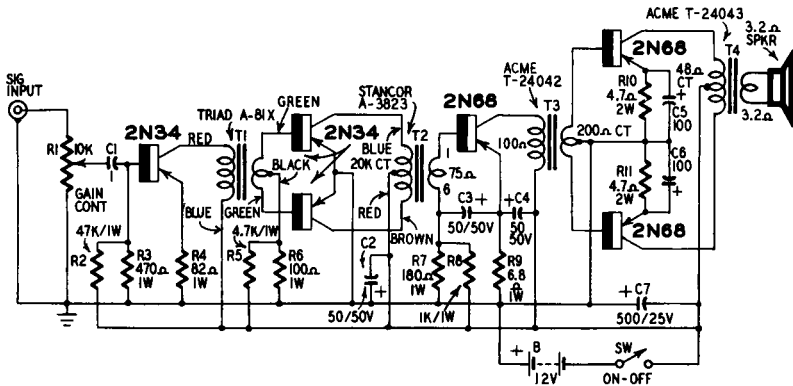 SIG
INPUT
R1
10K
GAIN
CONT
C1
1
2N34
RED
BLUE
47K/1W
R2
R3
470Ω
1W
R4
82Ω
1W
TRIAD A-81X
T1
GREEN
BLACK
GREEN
4.7K/1W
R5
R6
100Ω
1W
2N34
STANCOR
A-3823
BLUE
20K CT
T2
RED
BROWN
C2
+
50/50V
2N68
1
75Ω
6
C3
+
50/50V
+
C4
50
50V
R7
180Ω
1W
R8
1K/1W
R9
6.8
Ω
1W
ACME
T-24042
T3
100Ω
200Ω CT
2N68
R10
4.7Ω
2W
+
C5
100
R11
4.7Ω
2W
C6
100
+
2N68
ACME T-24043
T4
48Ω
CT
3.2Ω
SPKR
3.2Ω
+
C7
500/25V
+
B
12V
SW
ON-OFF